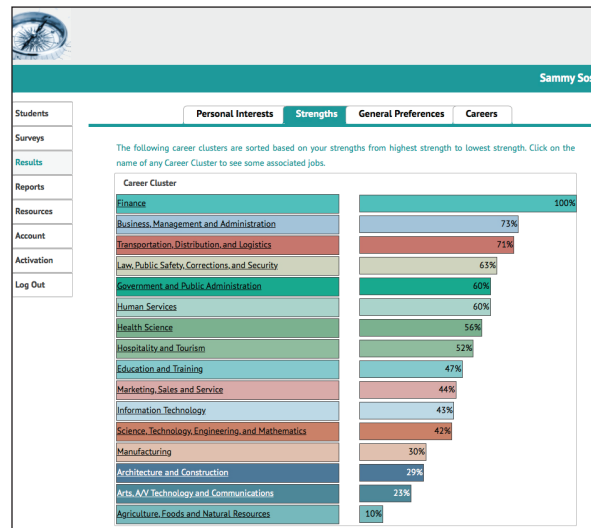 Sammy Sos
Students
Surveys
Results
Reports
Resources
Account
Activation
Log Out
Personal Interests Strengths General Preferences Careers
The following career clusters are sorted based on your strengths from highest strength to lowest strength. Click on the
name of any Career Cluster to see some associated jobs.
Career Cluster
Finance 100%
Business, Management and Administration 73%
Transportation, Distribution, and Logistics 71%
Law, Public Safety, Corrections, and Security 63%
Government and Public Administration 60%
Human Services 60%
Health Science 56%
Hospitality and Tourism 52%
Education and Training 47%
Marketing, Sales and Service 44%
Information Technology 43%
Science, Technology, Engineering, and Mathematics 42%
Manufacturing 30%
Architecture and Construction 29%
Arts, A/V Technology and Communications 23%
Agriculture, Foods and Natural Resources 10%